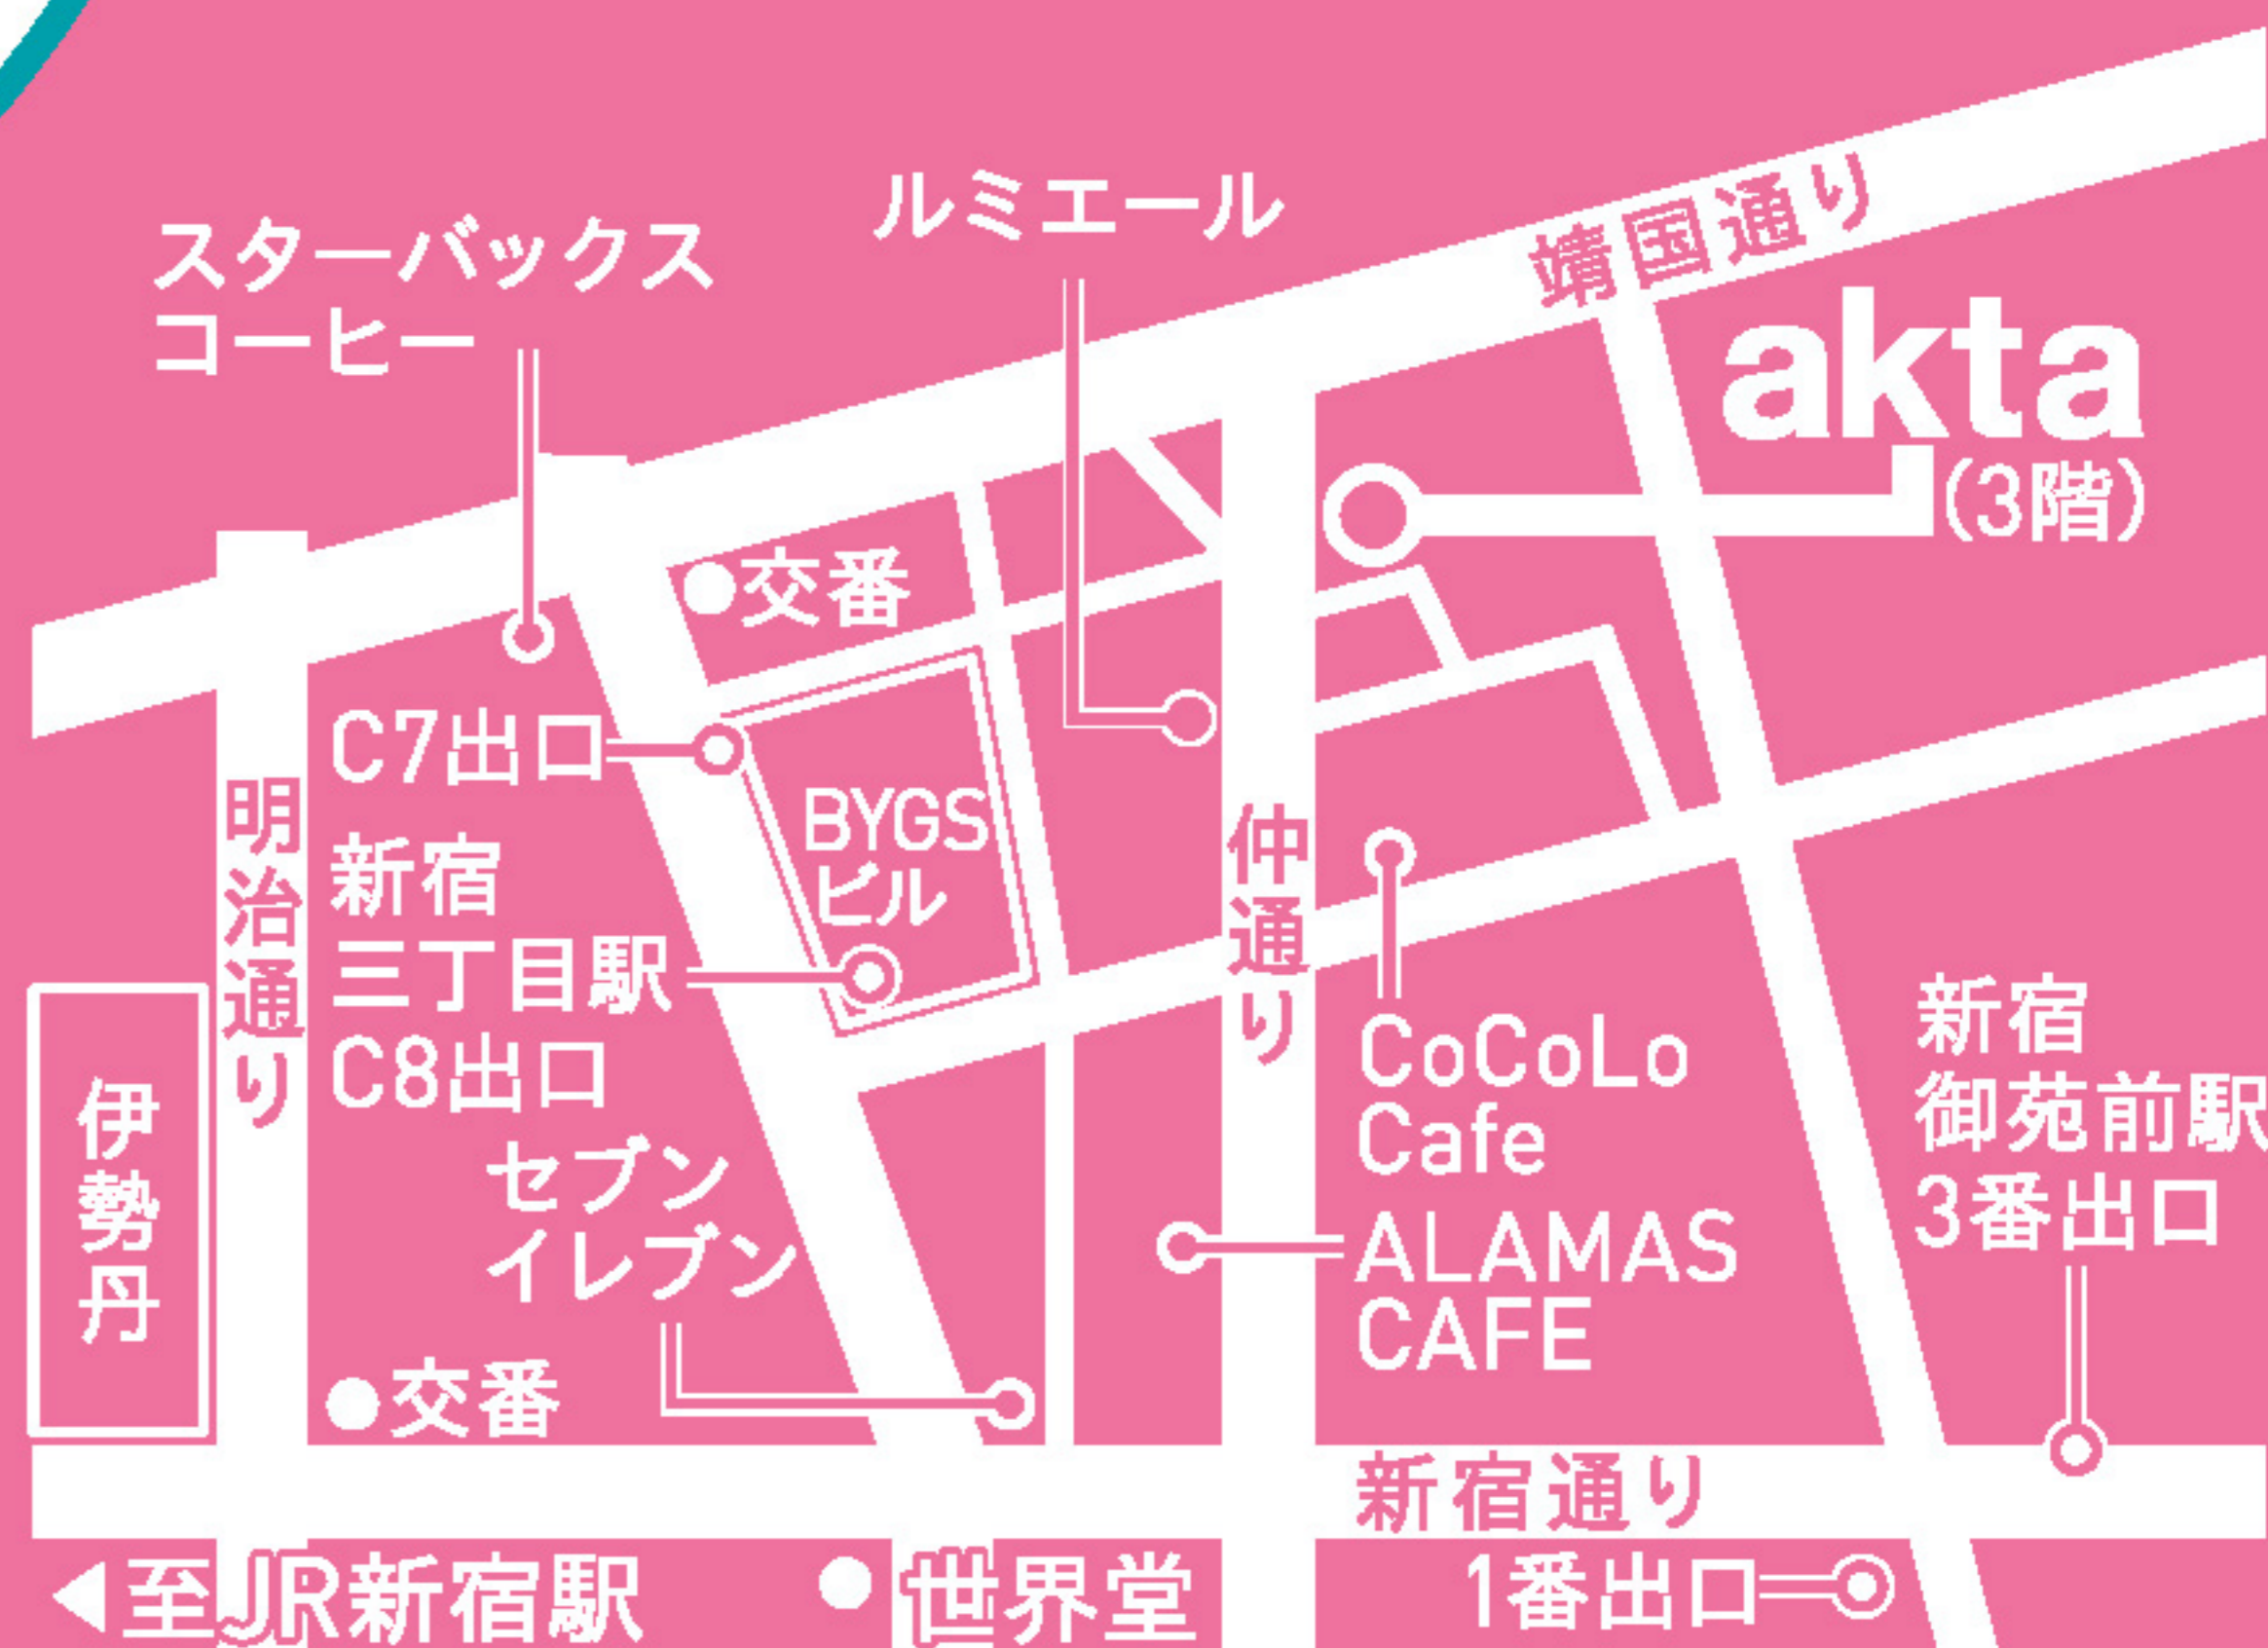 スターバックス
コーヒー
ルミエール
靖国通り
akta
(3階)
交番
C7出口
BYGS
ビル
明治通り
新宿
三丁目駅
C8出口
仲通り
CoCoLo
Cafe
ALAMAS
CAFE
新宿
御苑前駅
3番出口
伊勢丹
セブン
イレブン
交番
新宿通り
至JR新宿駅
世界堂
1番出口